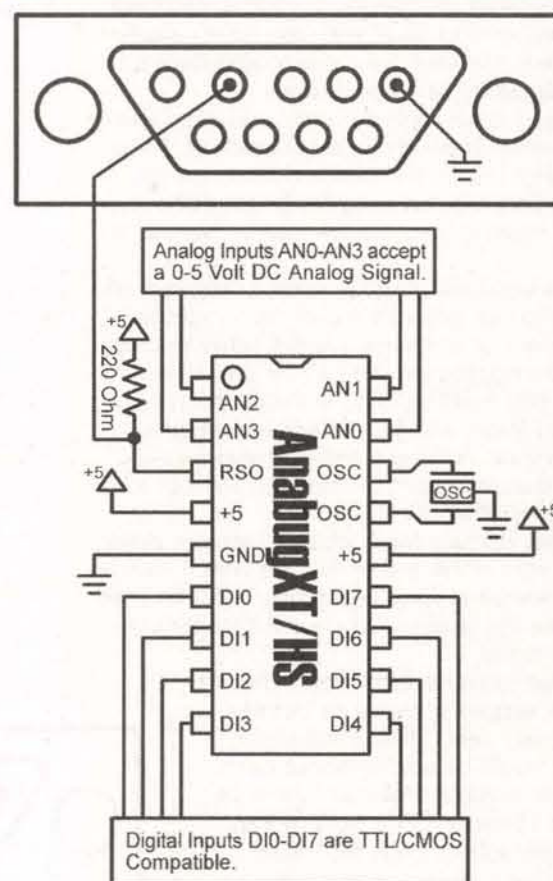 Analog Inputs AN0-AN3 accept
a 0-5 Volt DC Analog Signal.
+5
220 Ohm
AN2
AN1
AN3
AN0
RSO
OSC
OSC
+5
+5
OSC
+5
+5
GND
DI0
DI7
DI1
DI6
DI2
DI5
DI3
DI4
AnabugXT/HS
Digital Inputs DI0-DI7 are TTL/CMOS
Compatible.